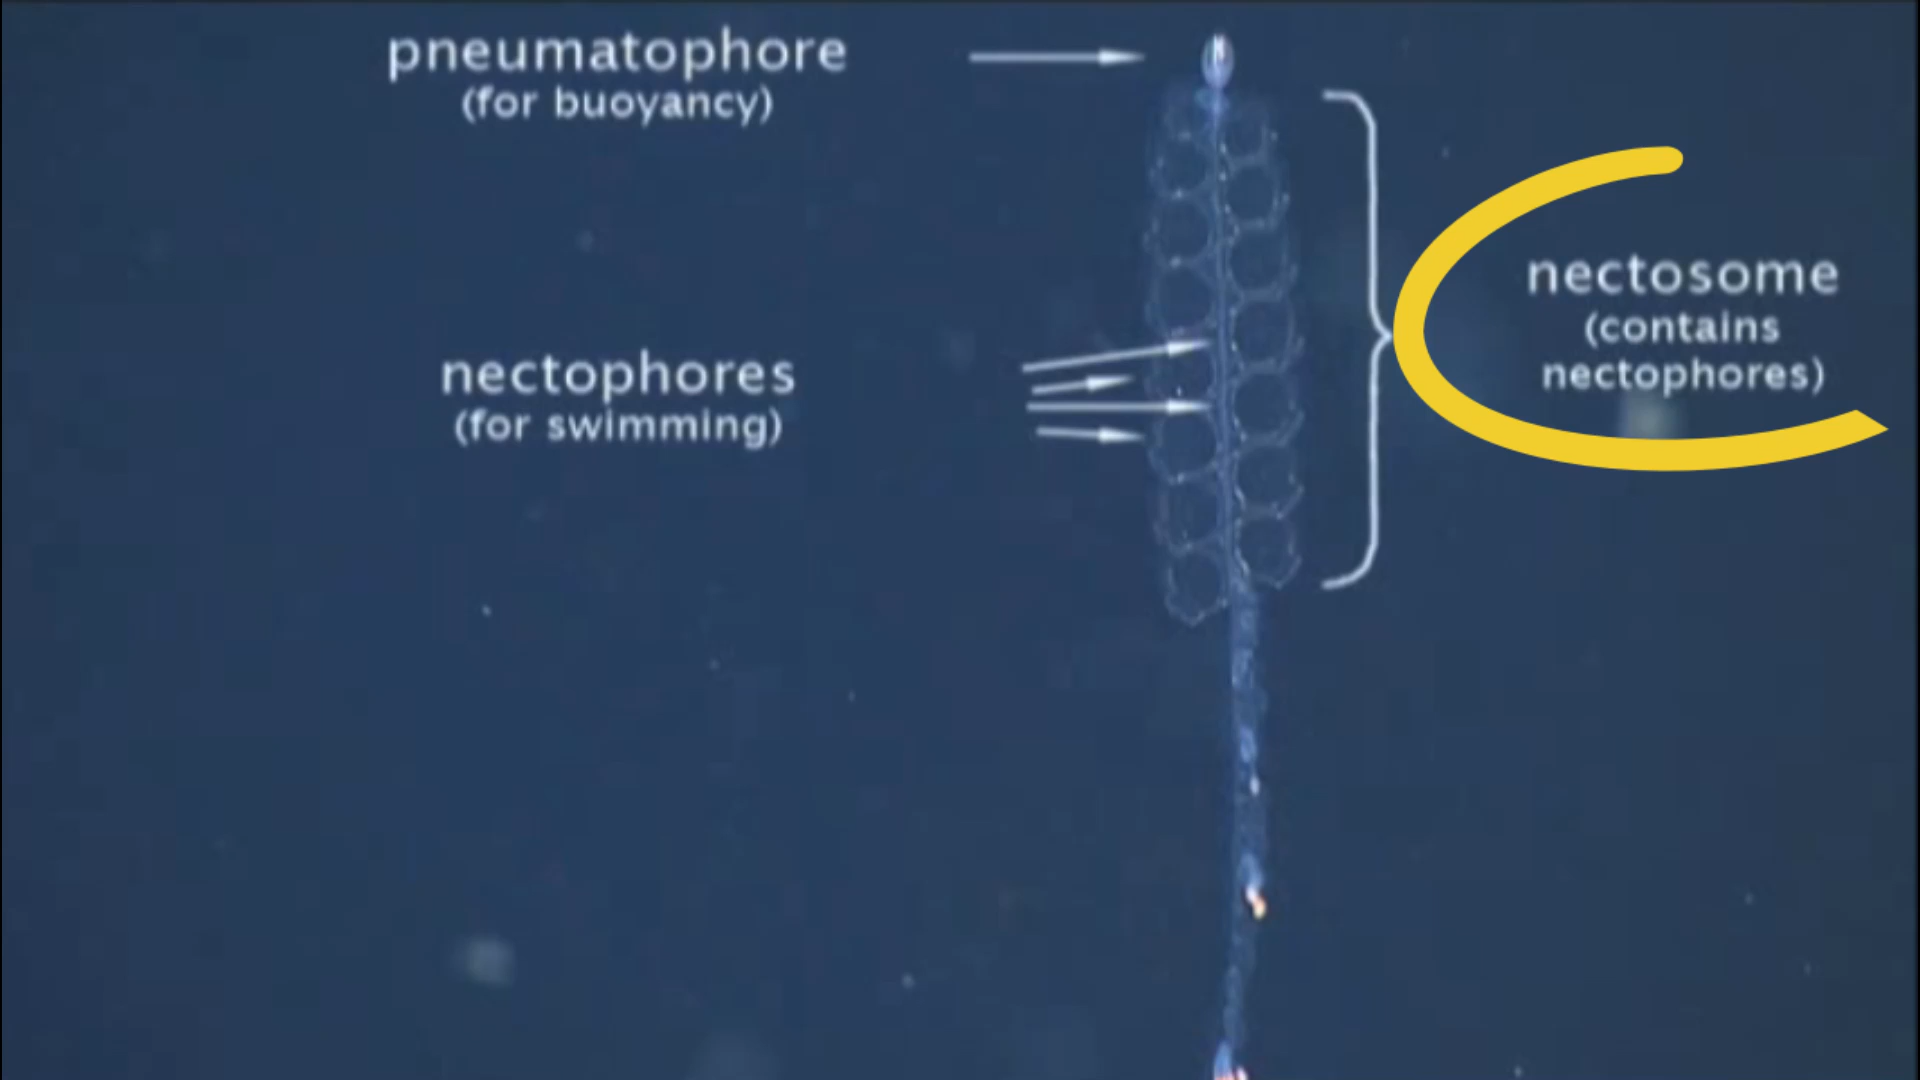 pneumatophore
(for buoyancy)
nectophores
(for swimming)
nectosome
(contains
nectophores)